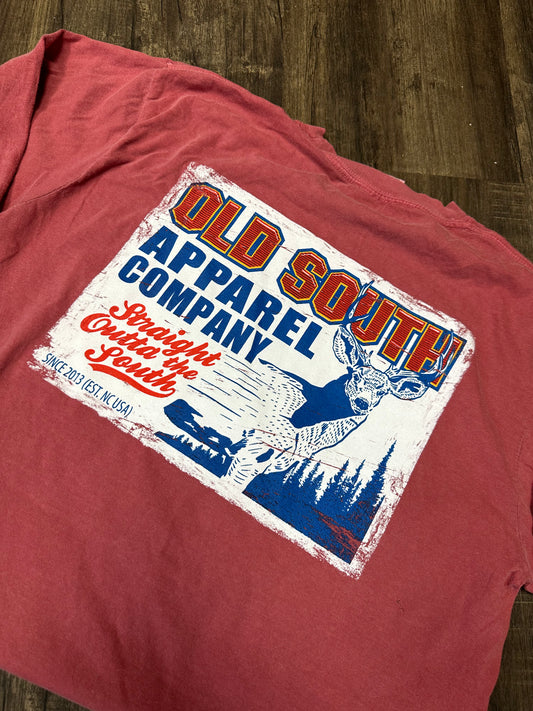 OLD SOUTH
APPAREL
COMPANY
Straight
Outta the
South
SINCE 2013 (EST. NC USA)